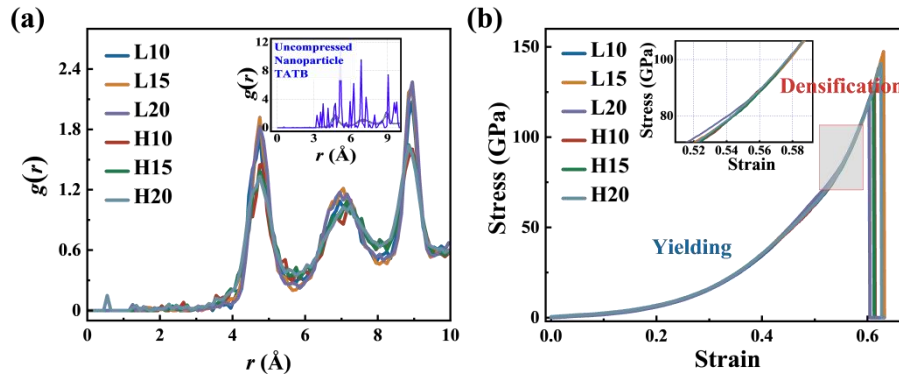 (a)
L10
L15
L20
H10
H15
H20
g(r)
2.4
1.8
1.2
0.6
0
0 2 4 6 8 10
r (Å)
Uncompressed
Nanoparticle
TATB
g(r)
12
8
4
0
0 3 6 9
r (Å)
(b)
L10
L15
L20
H10
H15
H20
Stress (GPa)
150
125
100
75
50
25
0
0.0 0.2 0.4 0.6
Strain
Stress (GPa)
100
80
0.52 0.54 0.56 0.58
Strain
Densification
Yielding